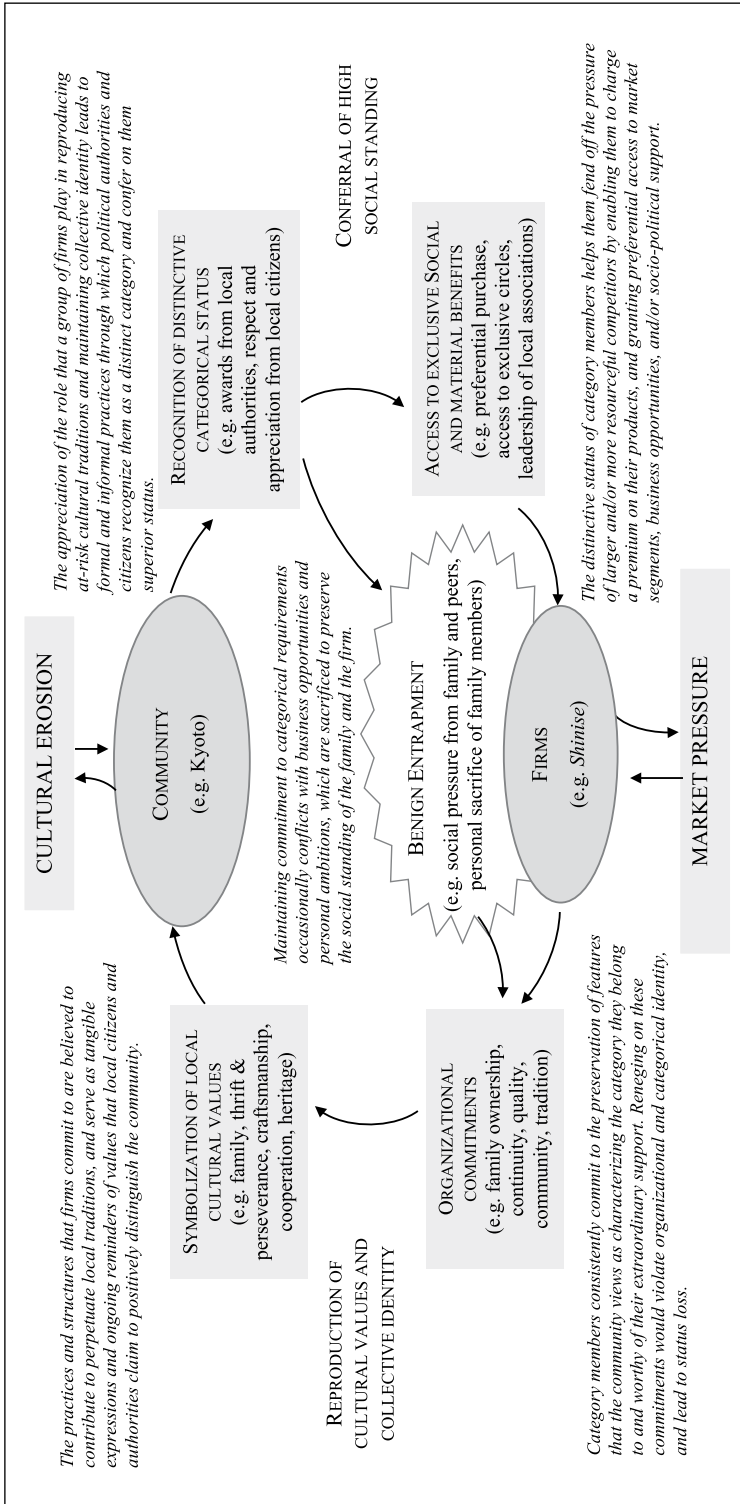 The practices and structures that firms commit to are believed to
contribute to perpetuate local traditions, and serve as tangible
expressions and ongoing reminders of values that local citizens and
authorities claim to positively distinguish the community.
CULTURAL EROSION
The appreciation of the role that a group of firms play in reproducing
at-risk cultural traditions and maintaining collective identity leads to
formal and informal practices through which political authorities and
citizens recognize them as a distinct category and confer on them
superior status.
COMMUNITY
(e.g. Kyoto)
SYMBOLIZATION OF LOCAL
CULTURAL VALUES
(e.g. family, thrift &
perseverance, craftsmanship,
cooperation, heritage)
RECOGNITION OF DISTINCTIVE
CATEGORICAL STATUS
(e.g. awards from local
authorities, respect and
appreciation from local citizens)
Maintaining commitment to categorical requirements
occasionally conflicts with business opportunities and
personal ambitions, which are sacrificed to preserve
the social standing of the family and the firm.
REPRODUCTION OF
CULTURAL VALUES AND
COLLECTIVE IDENTITY
CONFERRAL OF HIGH
SOCIAL STANDING
BENIGN ENTRAPMENT
(e.g. social pressure from family and peers,
personal sacrifice of family members)
ORGANIZATIONAL
COMMITMENTS
(e.g. family ownership,
continuity, quality,
community, tradition)
ACCESS TO EXCLUSIVE SOCIAL
AND MATERIAL BENEFITS
(e.g. preferential purchase,
access to exclusive circles,
leadership of local associations)
FIRMS
(e.g. Shinise)
Category members consistently commit to the preservation of features
that the community views as characterizing the category they belong
to and worthy of their extraordinary support. Reneging on these
commitments would violate organizational and categorical identity,
and lead to status loss.
MARKET PRESSURE
The distinctive status of category members helps them fend off the pressure
of larger and/or more resourceful competitors by enabling them to charge
a premium on their products, and granting preferential access to market
segments, business opportunities, and/or socio-political support.